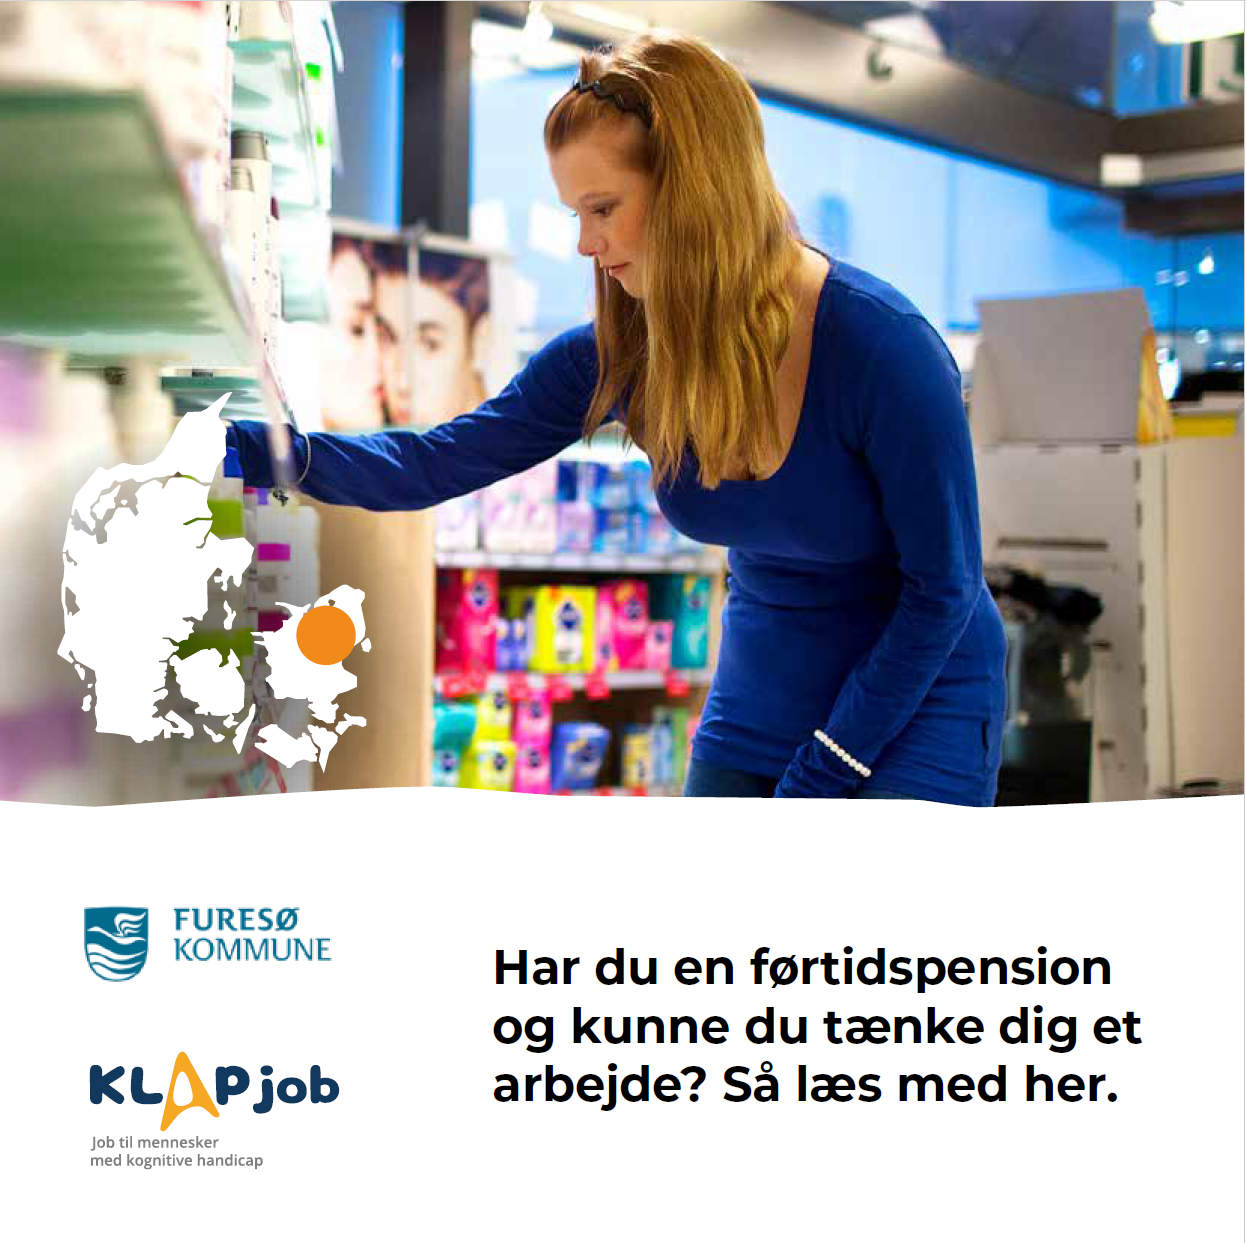 FURESØ
KOMMUNE
KLAPjob
Job til mennesker
med kognitive handicap
Har du en førtidspension
og kunne du tænke dig et
arbejde? Så læs med her.